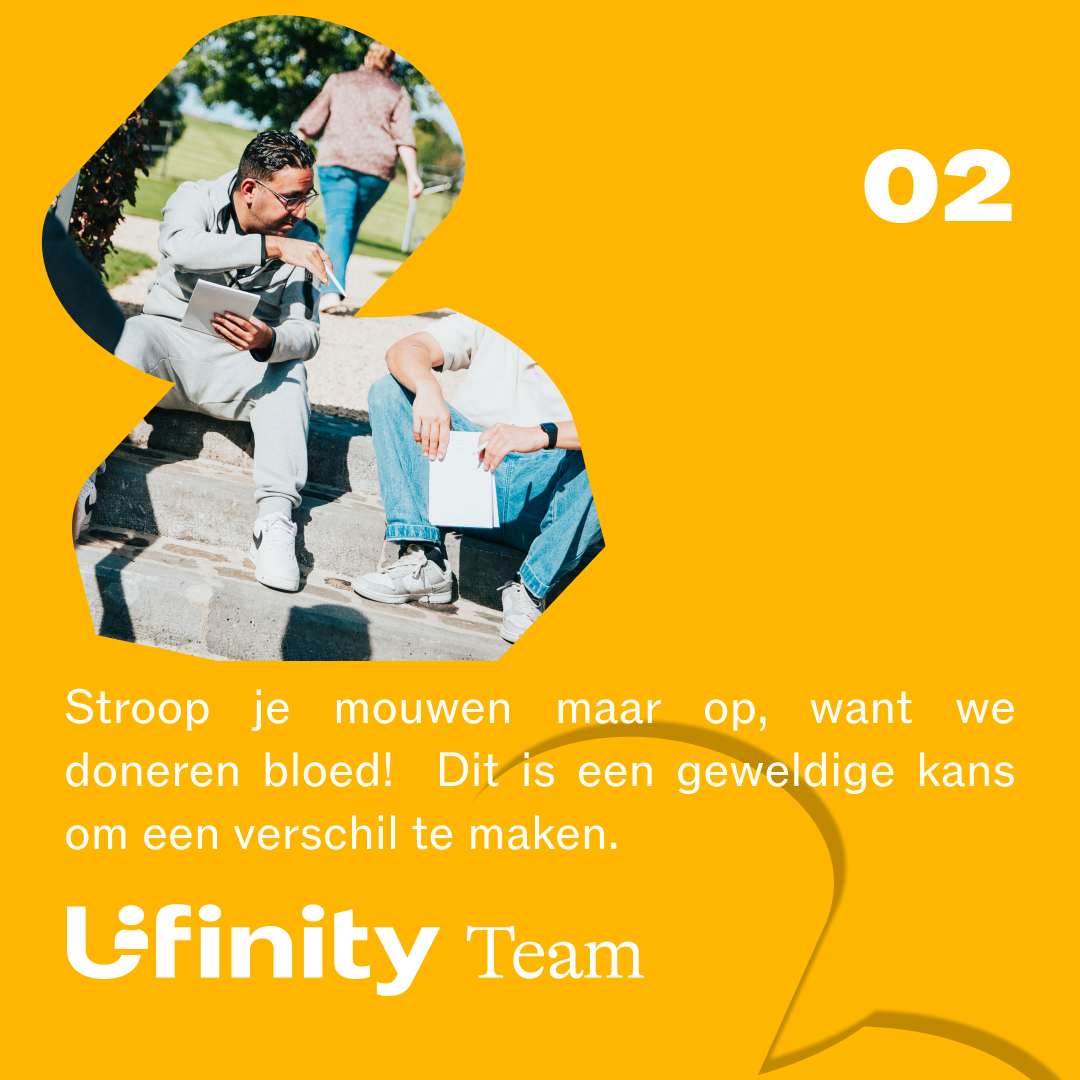 02
Stroop je mouwen maar op, want we
doneren bloed! Dit is een geweldige kans
om een verschil te maken.
Uifinity Team